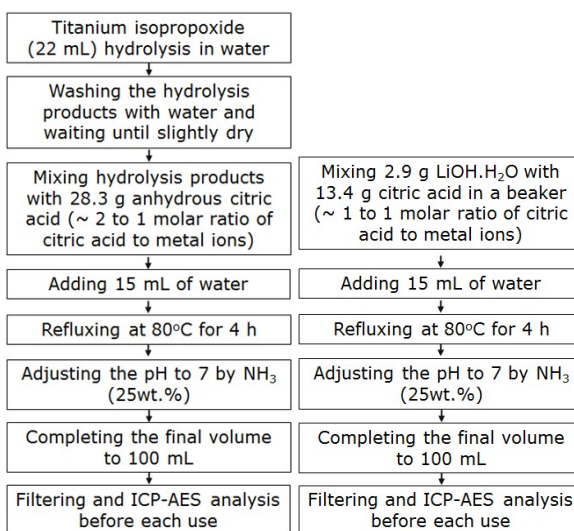 Titanium isopropoxide
(22 mL) hydrolysis in water
Washing the hydrolysis
products with water and
waiting until slightly dry
Mixing hydrolysis products
with 28.3 g anhydrous citric
acid (~ 2 to 1 molar ratio of
citric acid to metal ions)
Adding 15 mL of water
Refluxing at 80°C for 4 h
Adjusting the pH to 7 by NH₃
(25wt.%)
Completing the final volume
to 100 mL
Filtering and ICP-AES analysis
before each use
Mixing 2.9 g LiOH.H₂O with
13.4 g citric acid in a beaker
(~ 1 to 1 molar ratio of citric
acid to metal ions)
Adding 15 mL of water
Refluxing at 80°C for 4 h
Adjusting the pH to 7 by NH₃
(25wt.%)
Completing the final volume
to 100 mL
Filtering and ICP-AES analysis
before each use